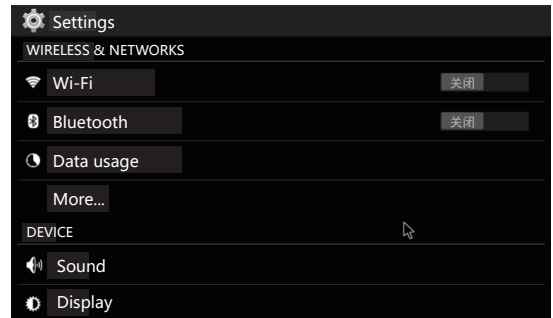 Settings
WIRELESS & NETWORKS
Wi-Fi 关闭
Bluetooth 关闭
Data usage
More...
DEVICE
Sound
Display